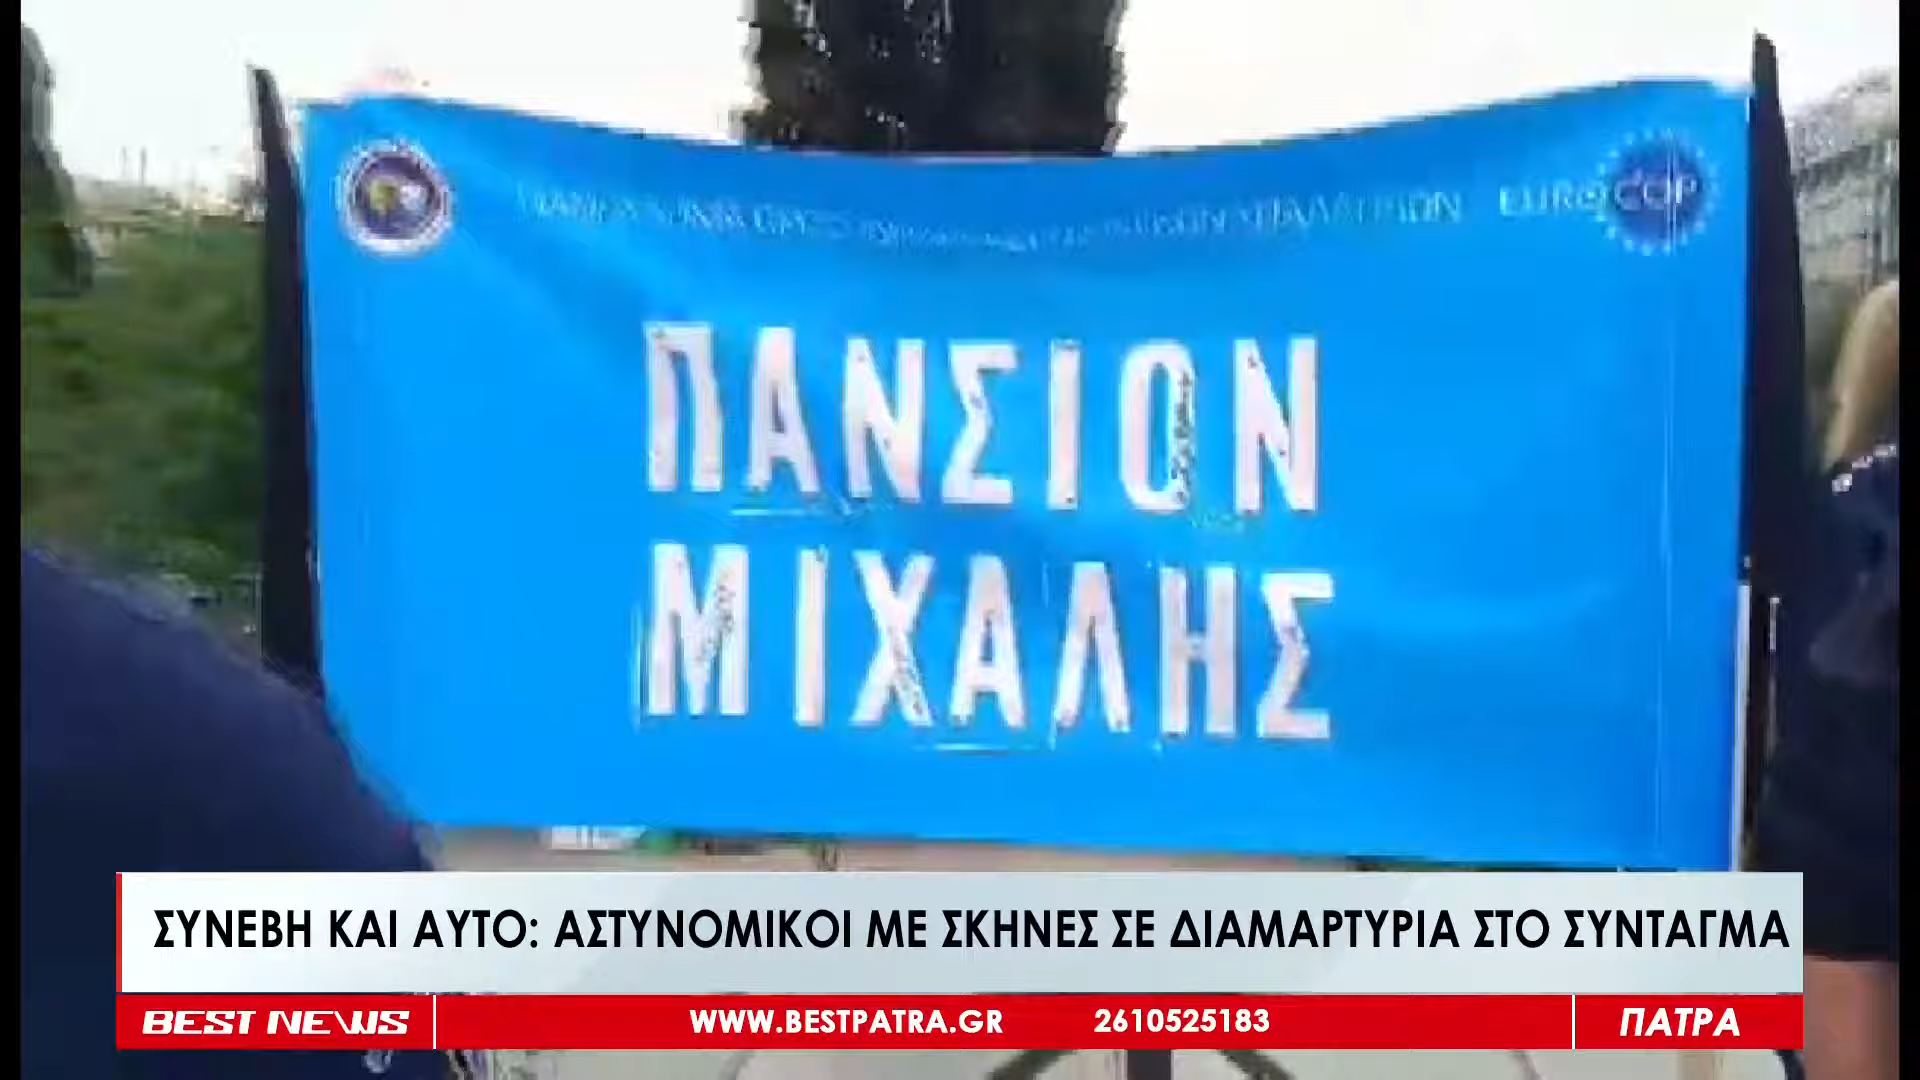 EUROCOP
ΠΑΝΣΙΟΝ
ΜΙΧΑΛΗΣ
ΣΥΝΕΒΗ ΚΑΙ ΑΥΤΟ: ΑΣΤΥΝΟΜΙΚΟΙ ΜΕ ΣΚΗΝΕΣ ΣΕ ΔΙΑΜΑΡΤΥΡΙΑ ΣΤΟ ΣΥΝΤΑΓΜΑ
BEST NEWS WWW.BESTPATRA.GR 2610525183 ΠΑΤΡΑ